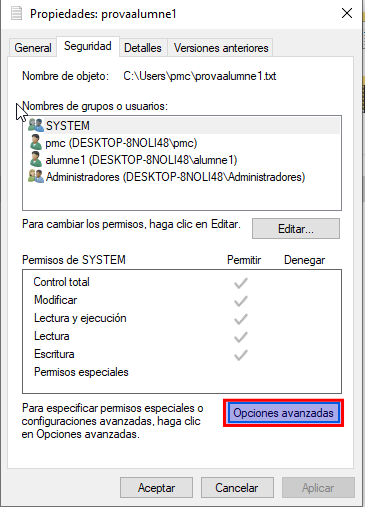 Propiedades: provaalumne1
General Seguridad Detalles Versiones anteriores
Nombre de objeto: C:\Users\pmc\provaalumne1.txt
Nombres de grupos o usuarios:
SYSTEM
pmc (DESKTOP-8NOLI48\pmc)
alumne1 (DESKTOP-8NOLI48\alumne1)
Administradores (DESKTOP-8NOLI48\Administradores)
Para cambiar los permisos, haga clic en Editar.
Editar...
Permisos de SYSTEM Permitir Denegar
Control total
Modificar
Lectura y ejecución
Lectura
Escritura
Permisos especiales
Para especificar permisos especiales o
configuraciones avanzadas, haga clic
en Opciones avanzadas.
Opciones avanzadas
Aceptar Cancelar Aplicar